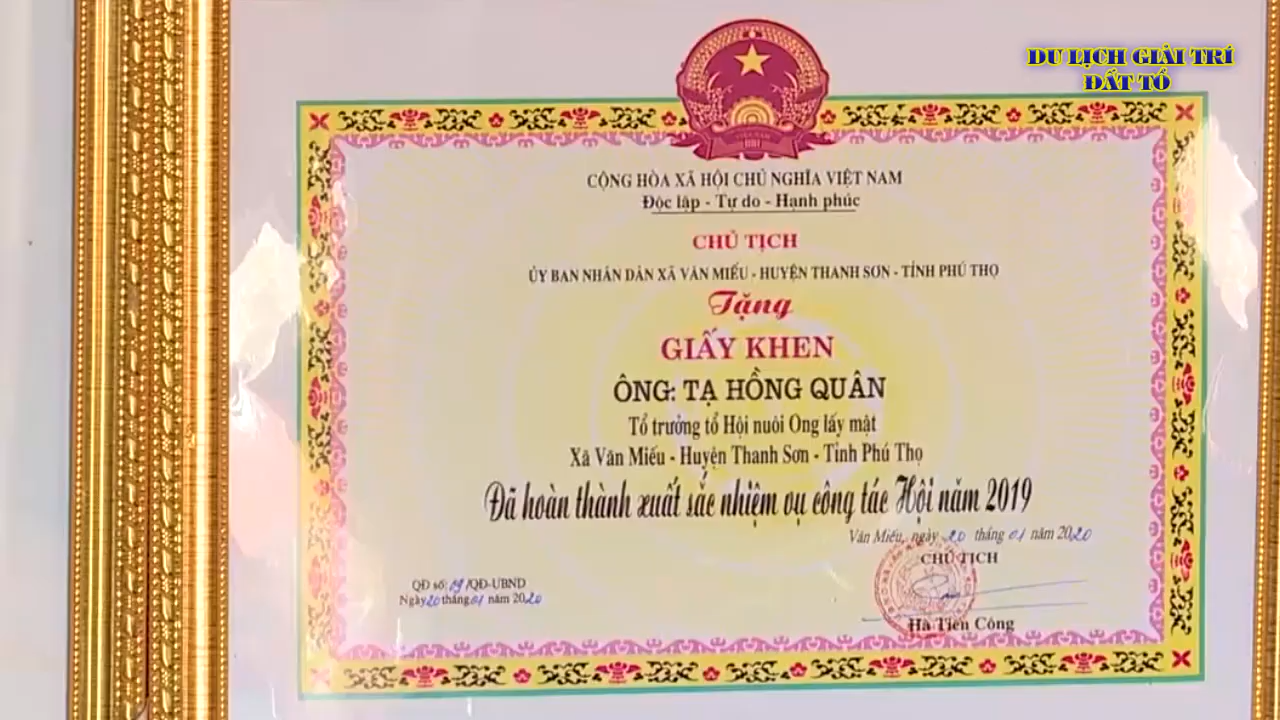 DU LỊCH GIẢI TRÍ
ĐẤT TỔ
CỘNG HÒA XÃ HỘI CHỦ NGHĨA VIỆT NAM
Độc lập - Tự do - Hạnh phúc
CHỦ TỊCH
ỦY BAN NHÂN DÂN XÃ VĂN MIẾU - HUYỆN THANH SƠN - TỈNH PHÚ THỌ
Tặng
GIẤY KHEN
ÔNG: TẠ HỒNG QUÂN
Tổ trưởng tổ Hội nuôi Ong lấy mật
Xã Văn Miếu - Huyện Thanh Sơn - Tỉnh Phú Thọ
Đã hoàn thành xuất sắc nhiệm vụ công tác Hội năm 2019
Văn Miếu, ngày 20 tháng 01 năm 2020
CHỦ TỊCH
QĐ số: /QĐ-UBND
Ngày 20 tháng 01 năm 2020
Hà Tiến Công